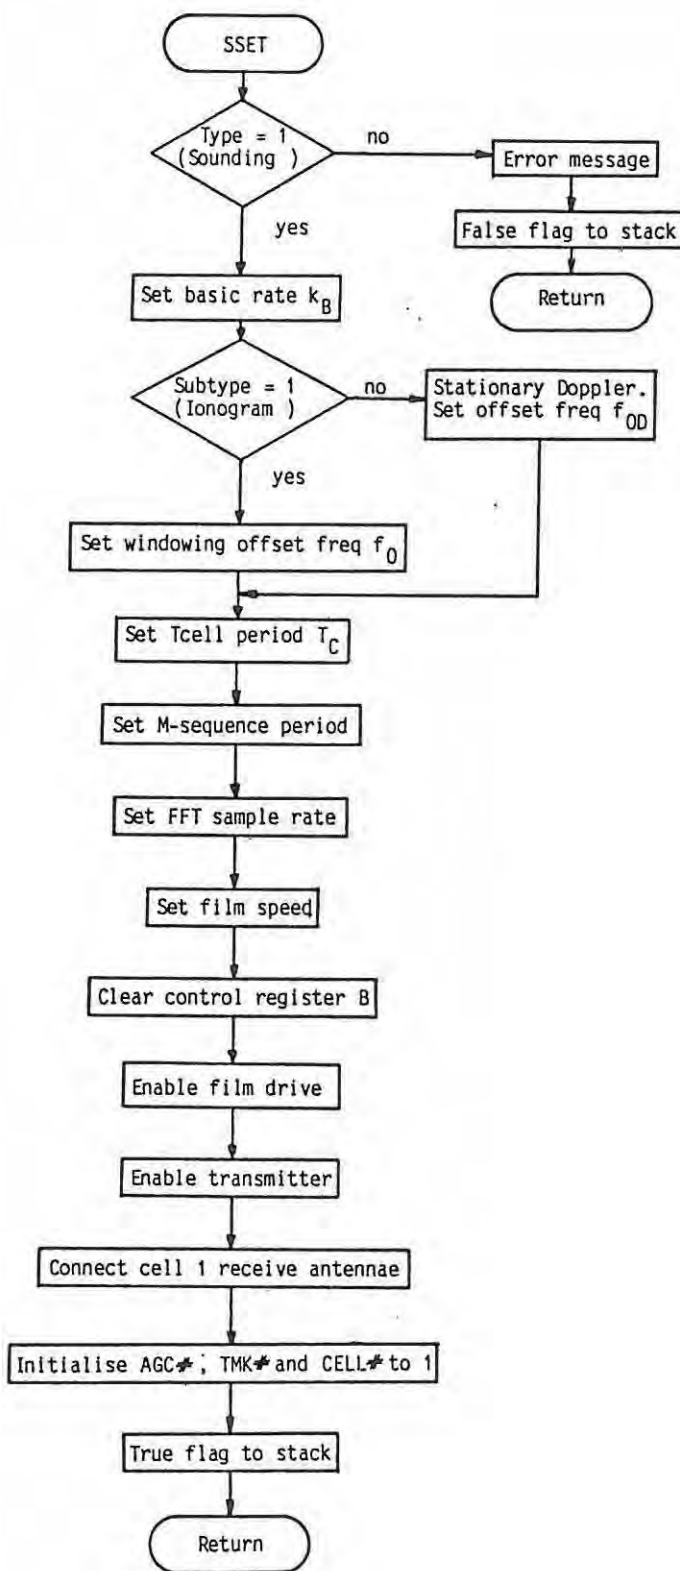 SSET
Type = 1
(Sounding )
no
Error message
yes
False flag to stack
Return
Set basic rate k_B
Subtype = 1
(Ionogram )
no
Stationary Doppler.
Set offset freq f_OD
yes
Set windowing offset freq f_O
Set Tcell period T_C
Set M-sequence period
Set FFT sample rate
Set film speed
Clear control register B
Enable film drive
Enable transmitter
Connect cell 1 receive antennae
Initialise AGC#; TMK# and CELL# to 1
True flag to stack
Return